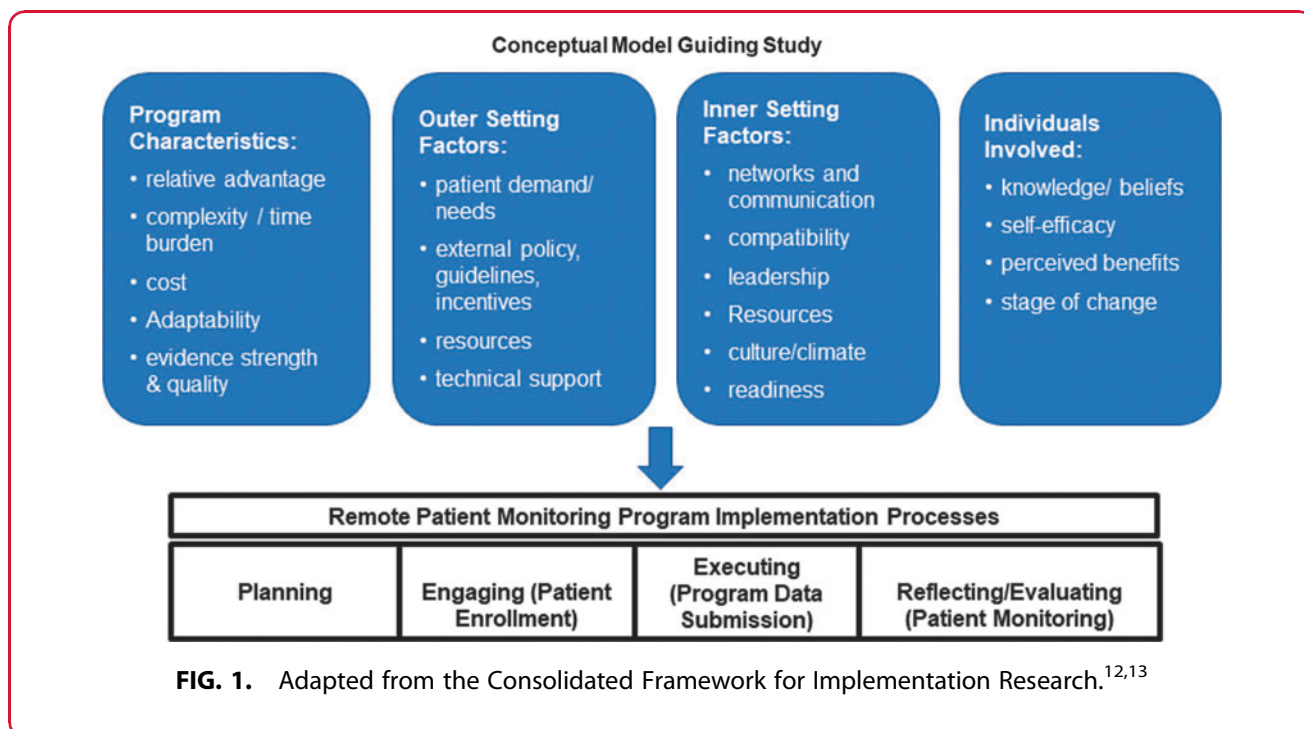 Conceptual Model Guiding Study
Program
Characteristics:
• relative advantage
• complexity / time
burden
• cost
• Adaptability
• evidence strength
& quality
Outer Setting
Factors:
• patient demand/
needs
• external policy,
guidelines,
incentives
• resources
• technical support
Inner Setting
Factors:
• networks and
communication
• compatibility
• leadership
• Resources
• culture/climate
• readiness
Individuals
Involved:
• knowledge/ beliefs
• self-efficacy
• perceived benefits
• stage of change
Remote Patient Monitoring Program Implementation Processes
Planning
Engaging (Patient
Enrollment)
Executing
(Program Data
Submission)
Reflecting/Evaluating
(Patient Monitoring)
FIG. 1. Adapted from the Consolidated Framework for Implementation Research.12,13